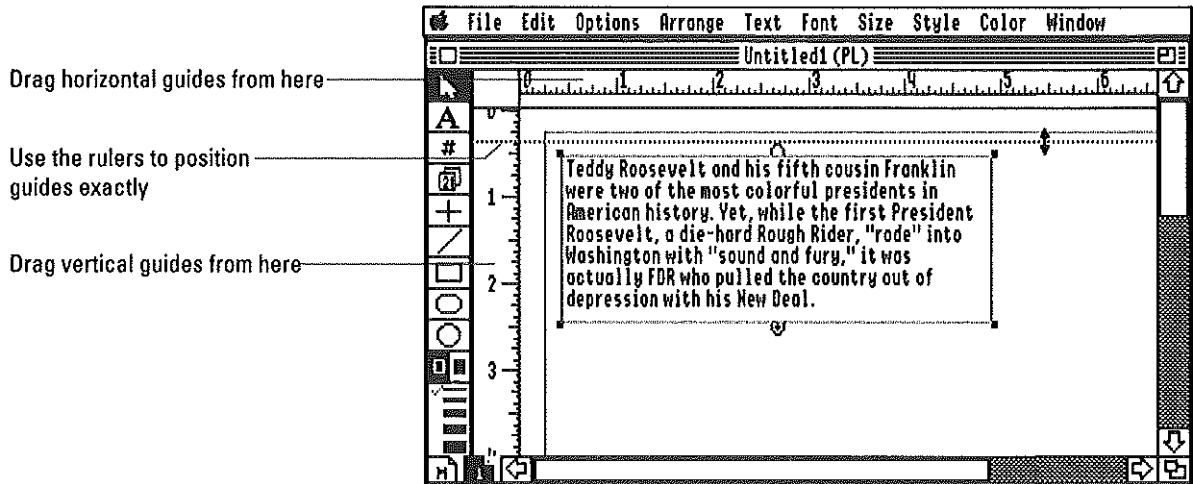 File Edit Options Arrange Text Font Size Style Color Window
Untitled1 (PL)
Drag horizontal guides from here
0 1 2 3 4 5 6
A
0
#
Use the rulers to position
guides exactly
1
Drag vertical guides from here
2
3
Teddy Roosevelt and his fifth cousin Franklin
were two of the most colorful presidents in
American history. Yet, while the first President
Roosevelt, a die-hard Rough Rider, "rode" into
Washington with "sound and fury," it was
actually FDR who pulled the country out of
depression with his New Deal.
M 1